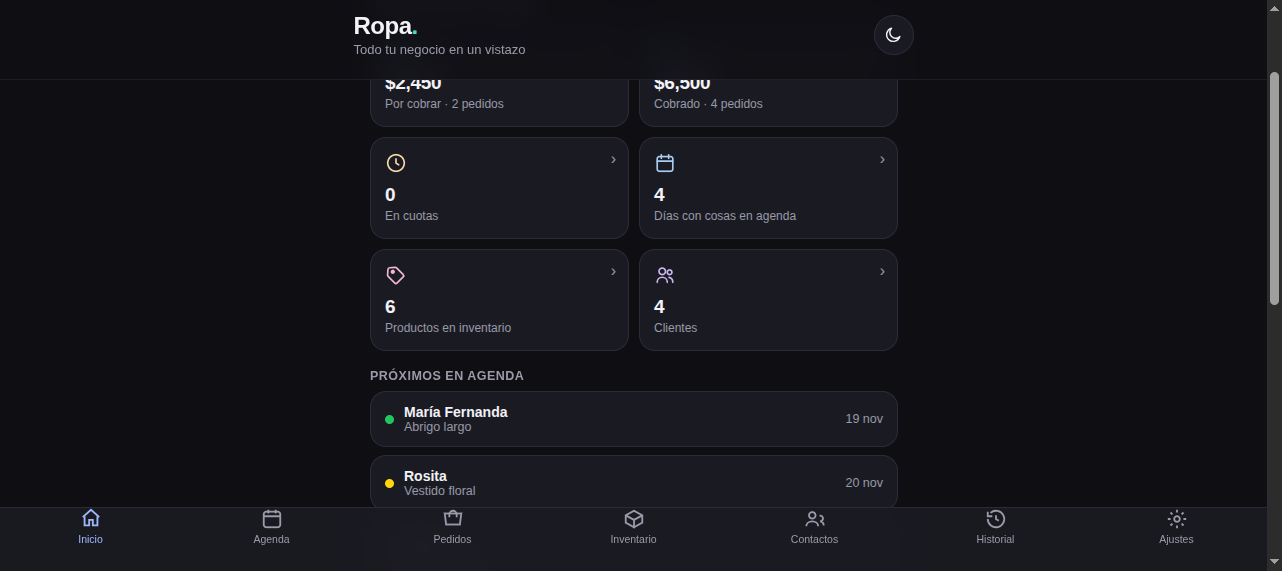 Ropa.
Todo tu negocio en un vistazo
$2,450
Por cobrar · 2 pedidos
$6,500
Cobrado · 4 pedidos
0
En cuotas
4
Días con cosas en agenda
6
Productos en inventario
4
Clientes
PRÓXIMOS EN AGENDA
María Fernanda
Abrigo largo
19 nov
Rosita
Vestido floral
20 nov
Inicio
Agenda
Pedidos
Inventario
Contactos
Historial
Ajustes